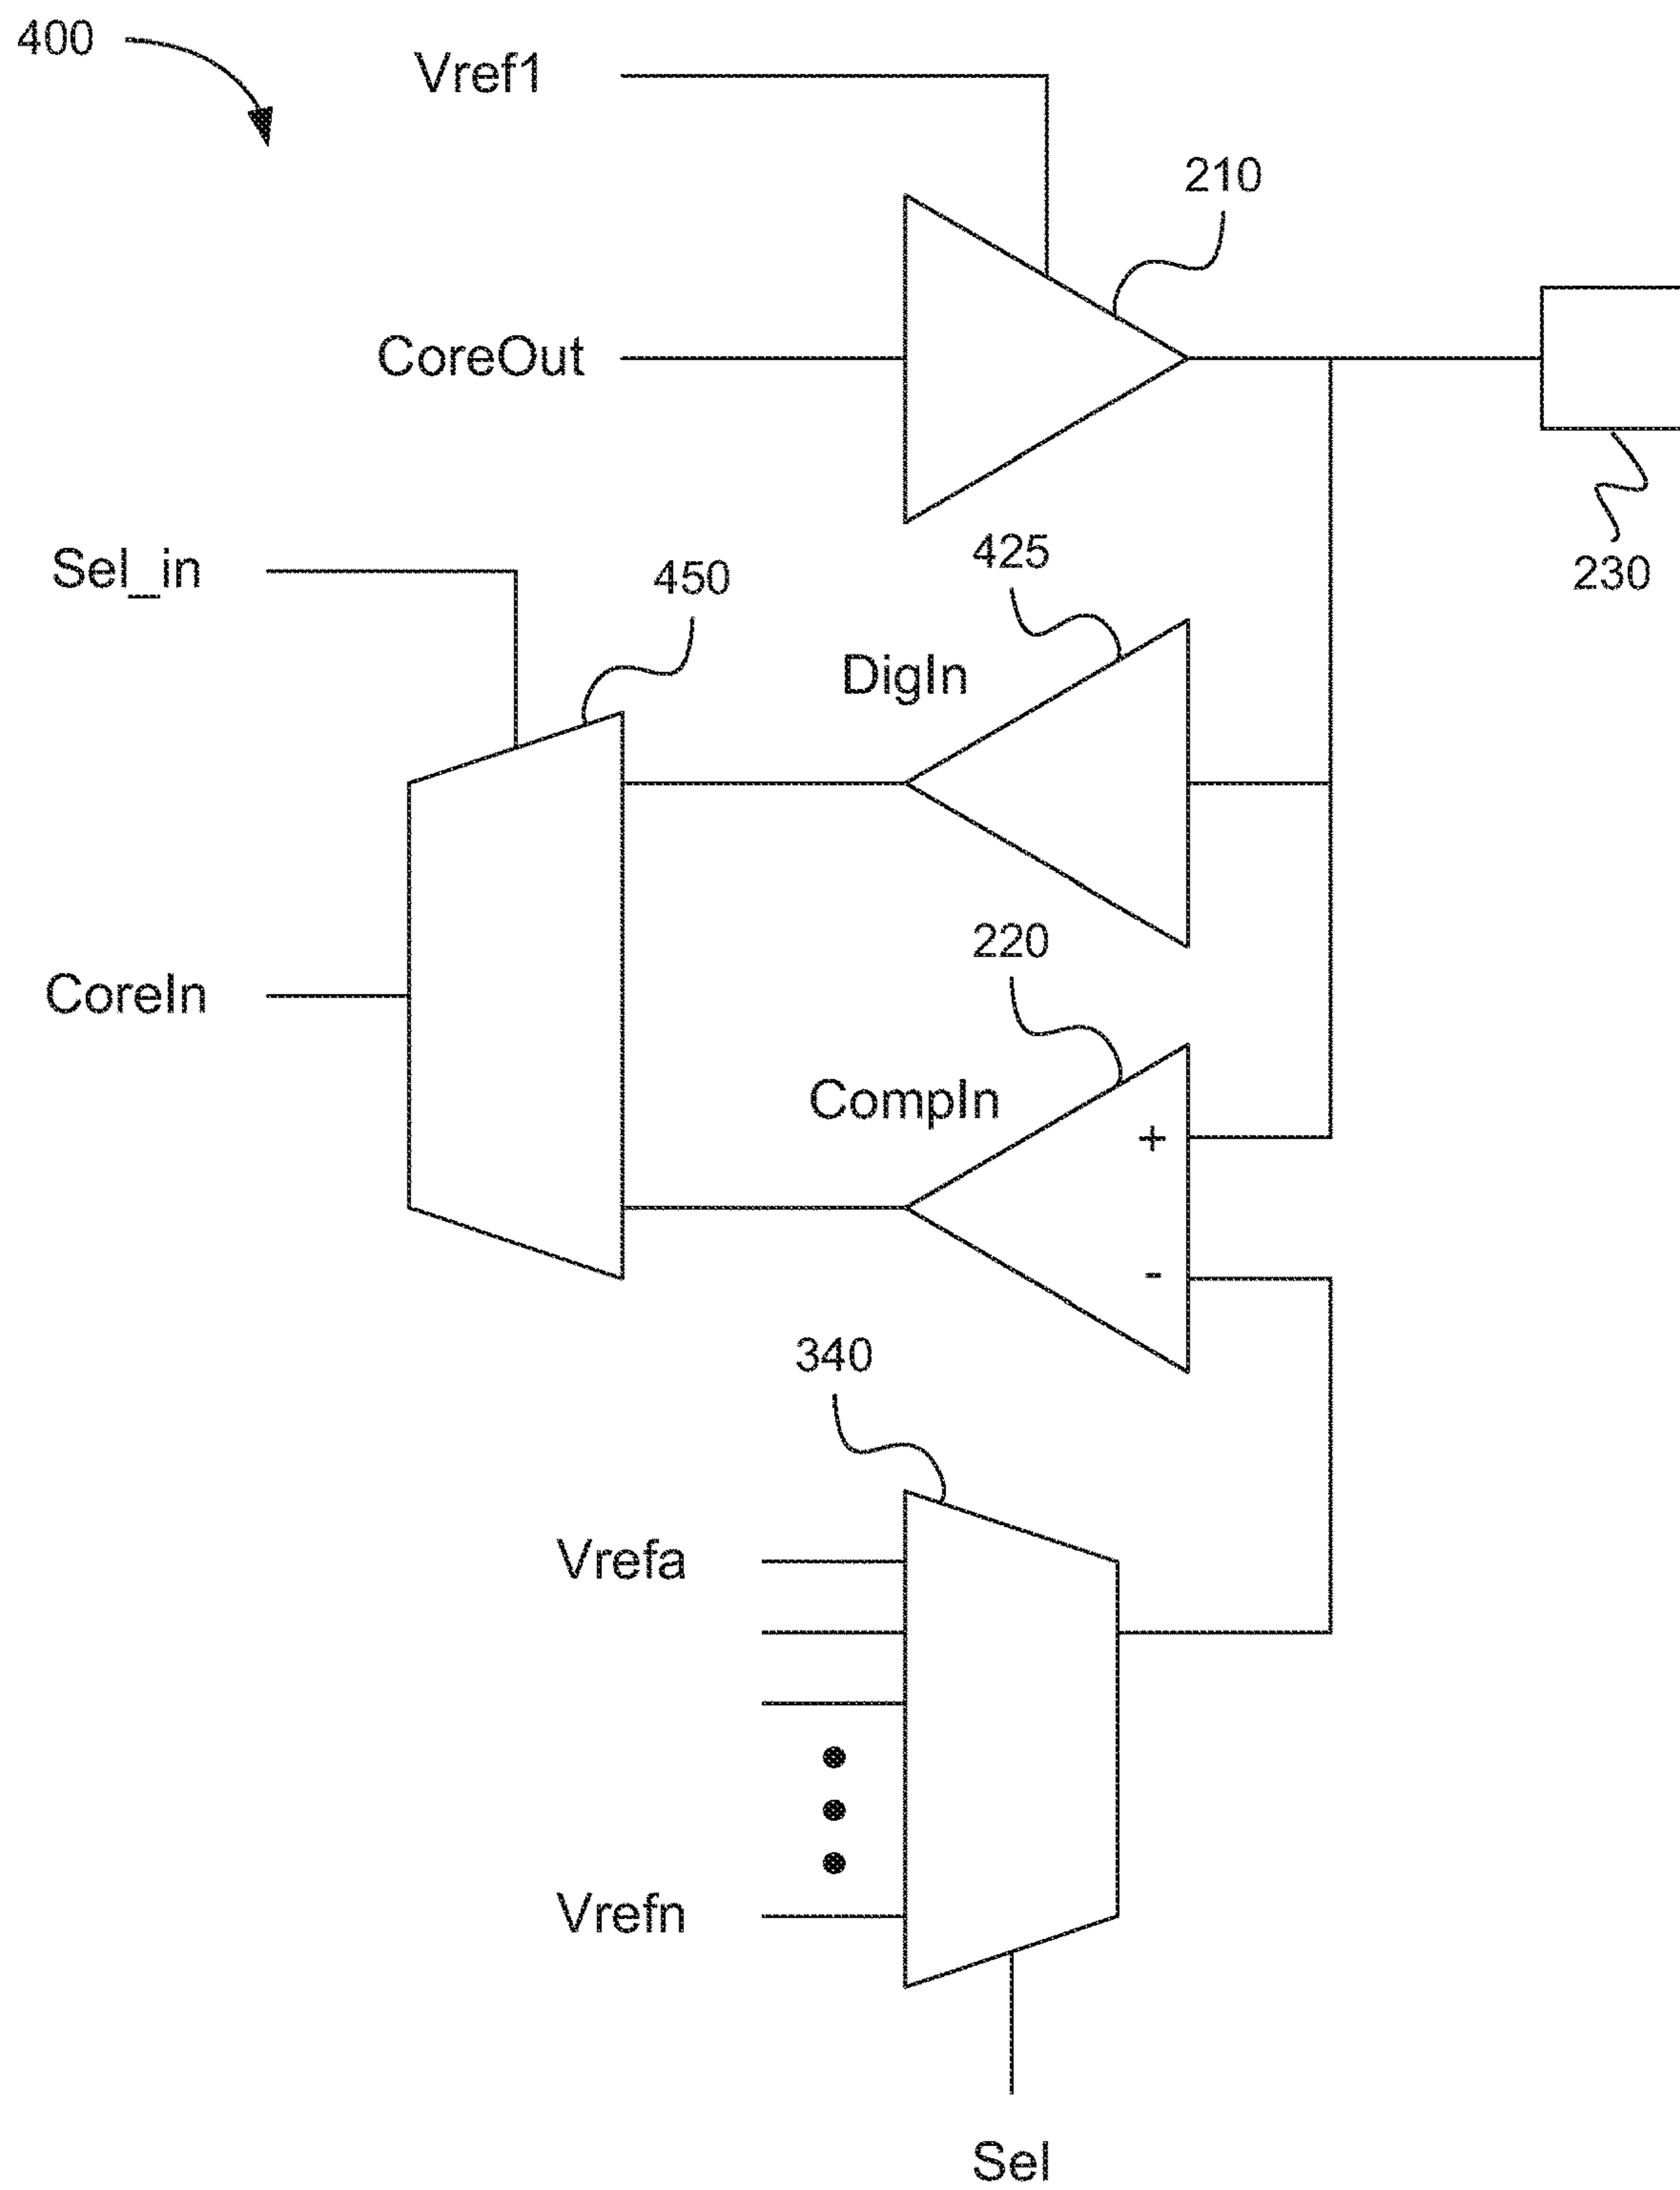 400
Vref1
210
CoreOut
230
425
Sel_in
450
DigIn
220
CoreIn
CompIn
+
-
340
Vrefa
Vrefn
Sel